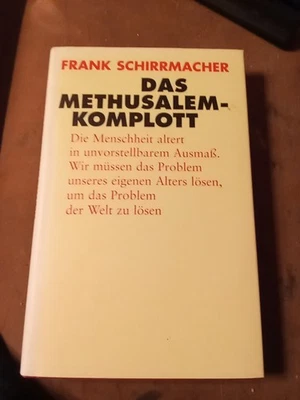 FRANK SCHIRRMACHER
DAS
METHUSALEM-
KOMPLOTT
Die Menschheit altert
in unvorstellbarem Ausmaß.
Wir müssen das Problem
unseres eigenen Alters lösen,
um das Problem
der Welt zu lösen